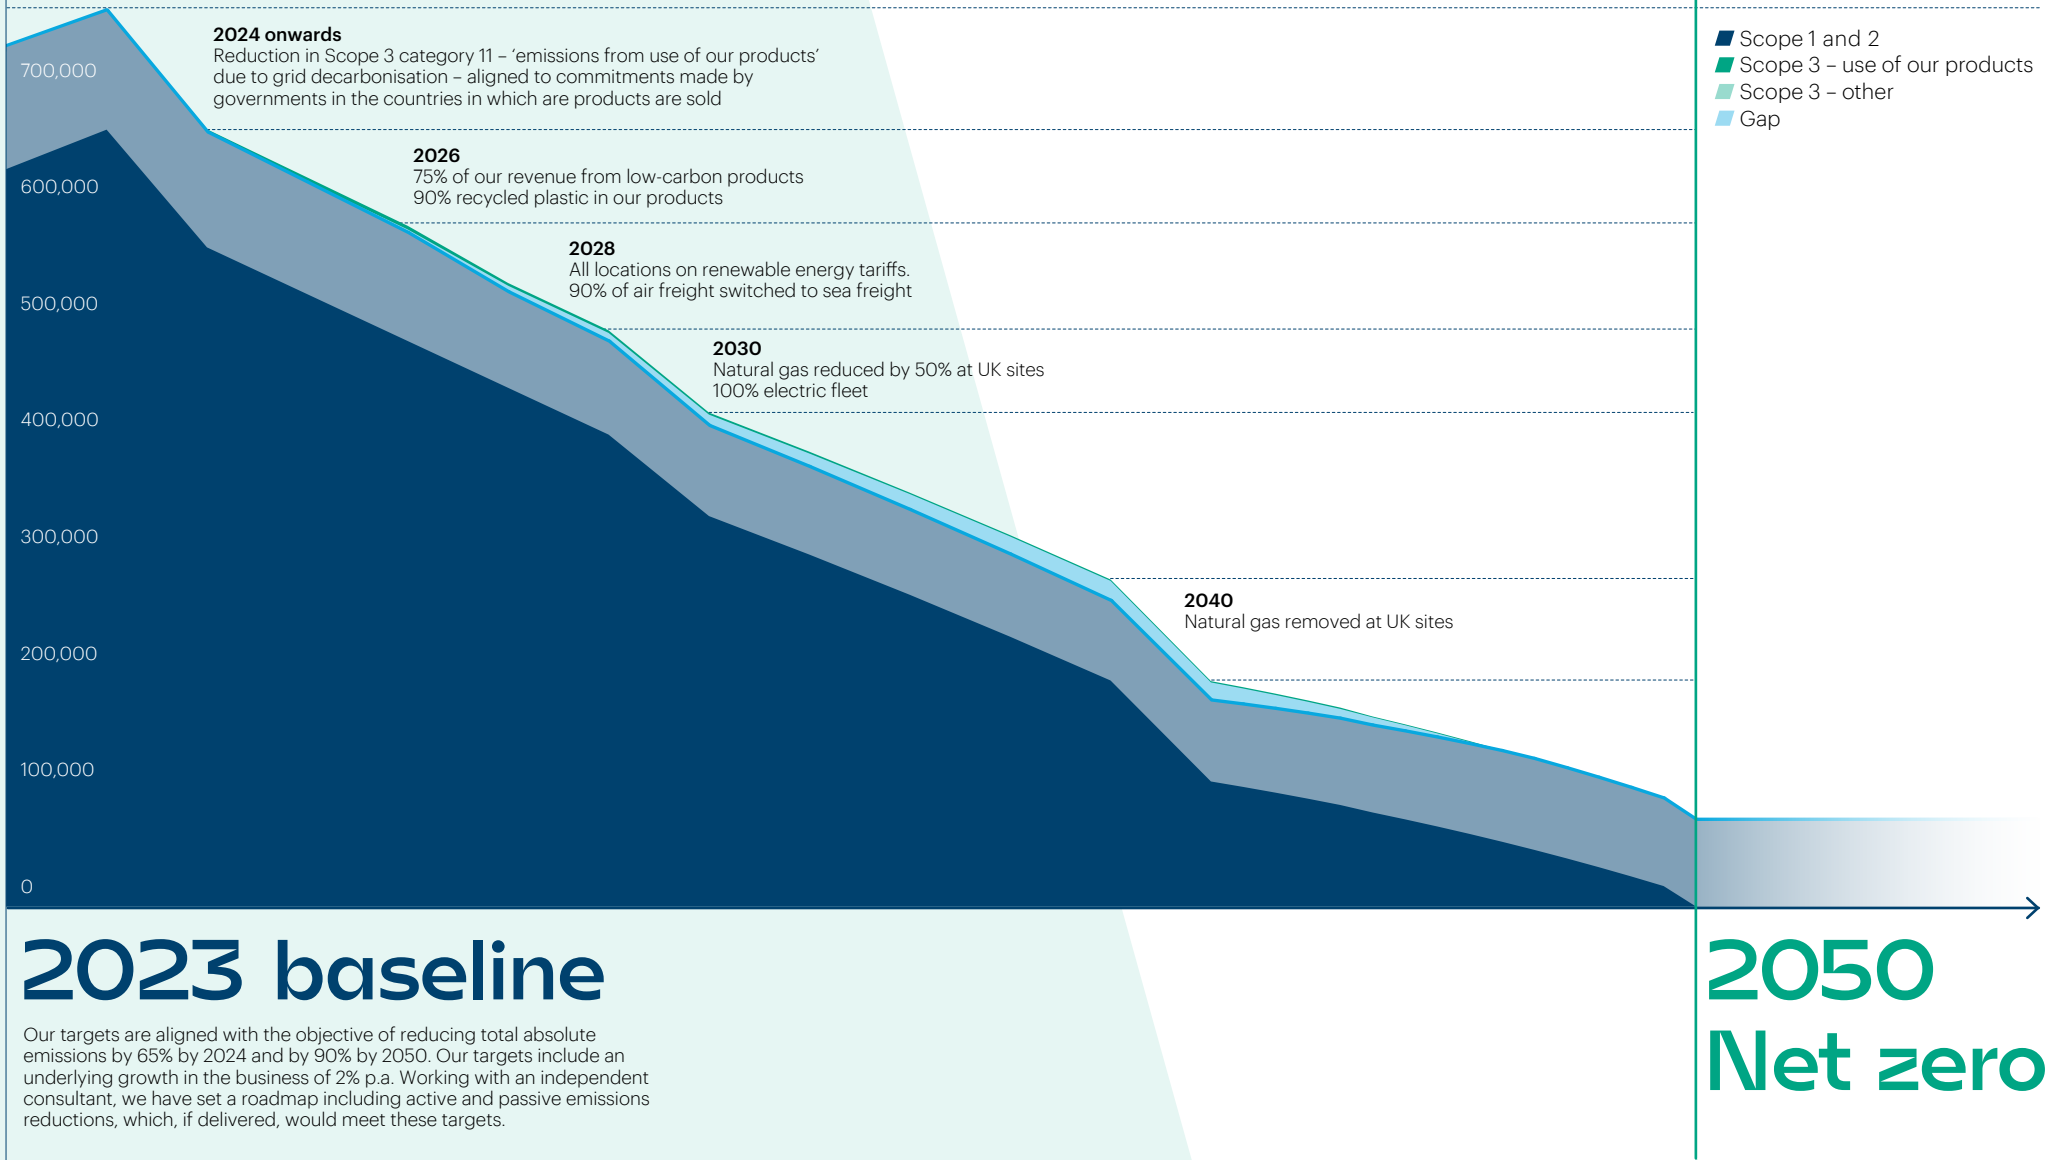 700,000
600,000
500,000
400,000
300,000
200,000
100,000
0
2024 onwards
Reduction in Scope 3 category 11 – ‘emissions from use of our products’
due to grid decarbonisation – aligned to commitments made by
governments in the countries in which are products are sold
2026
75% of our revenue from low-carbon products
90% recycled plastic in our products
2028
All locations on renewable energy tariffs.
90% of air freight switched to sea freight
2030
Natural gas reduced by 50% at UK sites
100% electric fleet
2040
Natural gas removed at UK sites
Scope 1 and 2
Scope 3 – use of our products
Scope 3 – other
Gap
2023 baseline
Our targets are aligned with the objective of reducing total absolute
emissions by 65% by 2024 and by 90% by 2050. Our targets include an
underlying growth in the business of 2% p.a. Working with an independent
consultant, we have set a roadmap including active and passive emissions
reductions, which, if delivered, would meet these targets.
2050
Net zero